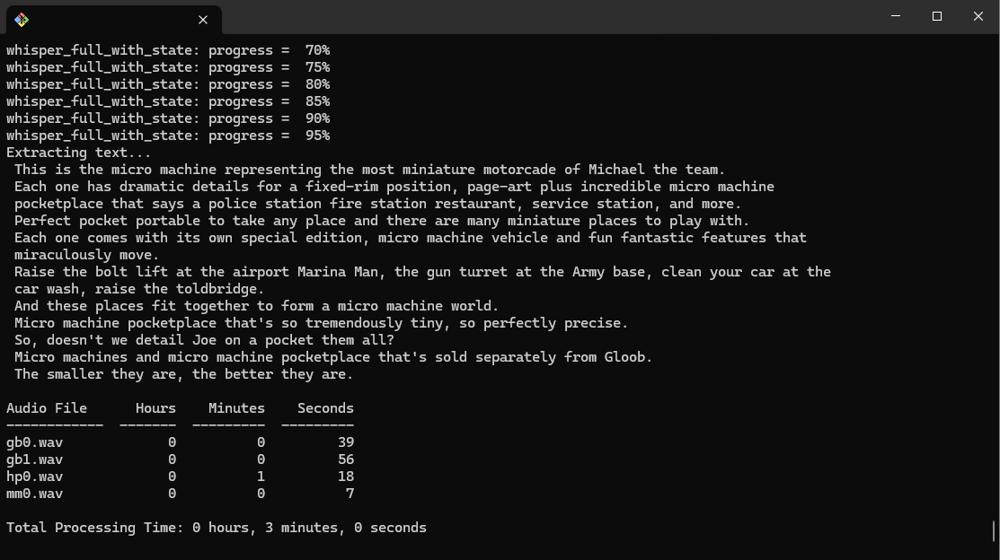 whisper_full_with_state: progress =  70%
whisper_full_with_state: progress =  75%
whisper_full_with_state: progress =  80%
whisper_full_with_state: progress =  85%
whisper_full_with_state: progress =  90%
whisper_full_with_state: progress =  95%
Extracting text...
 This is the micro machine representing the most miniature motorcade of Michael the team.
 Each one has dramatic details for a fixed-rim position, page-art plus incredible micro machine
 pocketplace that says a police station fire station restaurant, service station, and more.
 Perfect pocket portable to take any place and there are many miniature places to play with.
 Each one comes with its own special edition, micro machine vehicle and fun fantastic features that
 miraculously move.
 Raise the bolt lift at the airport Marina Man, the gun turret at the Army base, clean your car at the
 car wash, raise the toldbridge.
 And these places fit together to form a micro machine world.
 Micro machine pocketplace that's so tremendously tiny, so perfectly precise.
 So, doesn't we detail Joe on a pocket them all?
 Micro machines and micro machine pocketplace that's sold separately from Gloob.
 The smaller they are, the better they are.

Audio File      Hours    Minutes    Seconds
------------  -------  ---------  ---------
gb0.wav             0          0         39
gb1.wav             0          0         56
hp0.wav             0          1         18
mm0.wav             0          0          7

Total Processing Time: 0 hours, 3 minutes, 0 seconds